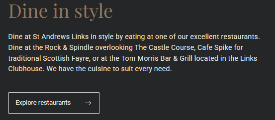 Dine in style
Dine at St Andrews Links in style by eating at one of our excellent restaurants.
Dine at the Rock & Spindle overlooking The Castle Course, Cafe Spike for
traditional Scottish Fayre, or at the Tom Morris Bar & Grill located in the Links
Clubhouse. We have the cuisine to suit every need.
Explore restaurants →